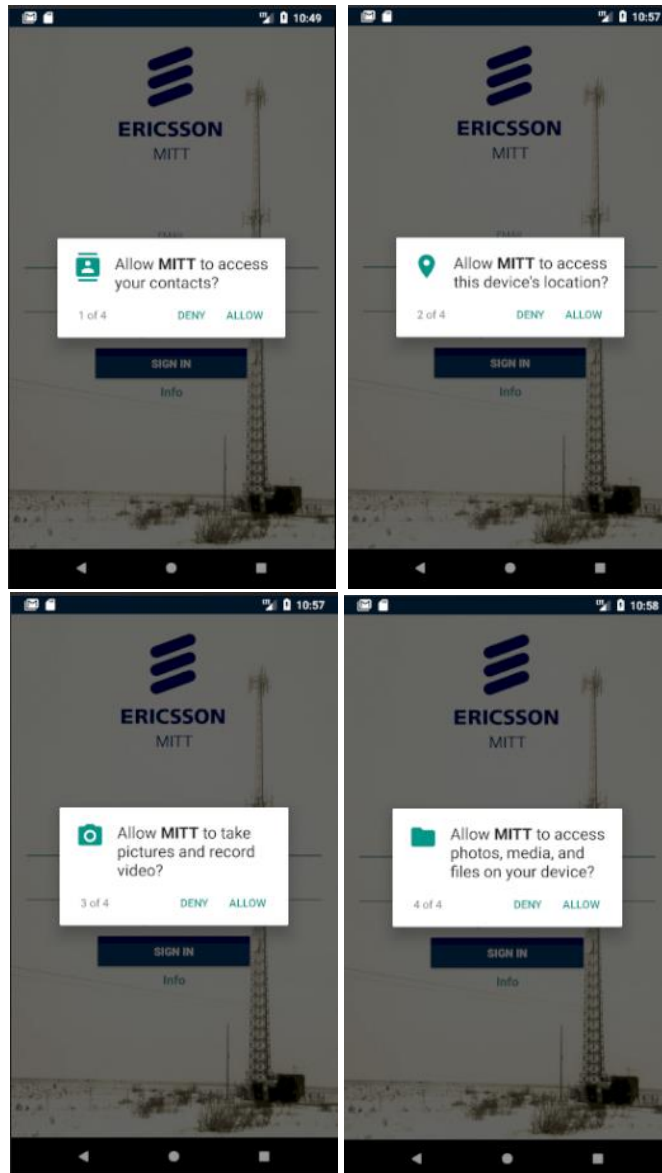 10:49
ERICSSON
MITT
EMAIL
Allow MITT to access
your contacts?
1 of 4 DENY ALLOW
SIGN IN
Info
10:57
ERICSSON
MITT
EMAIL
Allow MITT to access
this device's location?
2 of 4 DENY ALLOW
SIGN IN
Info
10:57
ERICSSON
MITT
Allow MITT to take
pictures and record
video?
3 of 4 DENY ALLOW
SIGN IN
Info
10:58
ERICSSON
MITT
Allow MITT to access
photos, media, and
files on your device?
4 of 4 DENY ALLOW
SIGN IN
Info